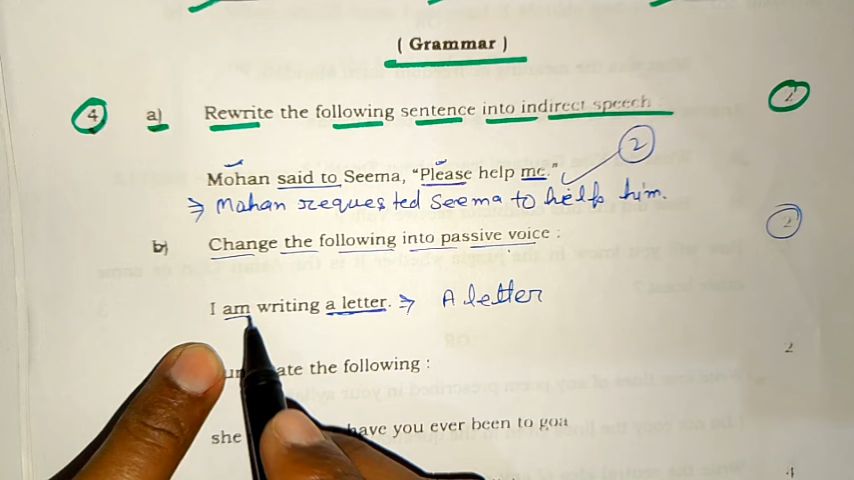 ( Grammar )
4 a) Rewrite the following sentence into indirect speech 2
2
Mohan said to Seema, "Please help me."
⇒ Mohan requested Seema to help him.
b) Change the following into passive voice : 2
I am writing a letter. ⇒ A letter
ate the following : 2
she have you ever been to goa
4